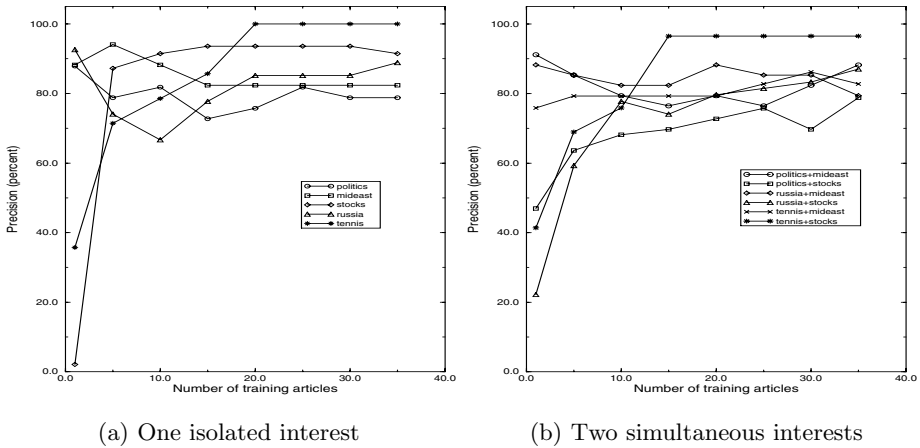 100.0
80.0
60.0
40.0
20.0
0.0
Precision (percent)
politics
mideast
stocks
russia
tennis
0.0 10.0 20.0 30.0 40.0
Number of training articles
(a) One isolated interest
100.0
80.0
60.0
40.0
20.0
0.0
Precision (percent)
politics+mideast
politics+stocks
russia+mideast
russia+stocks
tennis+mideast
tennis+stocks
0.0 10.0 20.0 30.0 40.0
Number of training articles
(b) Two simultaneous interests